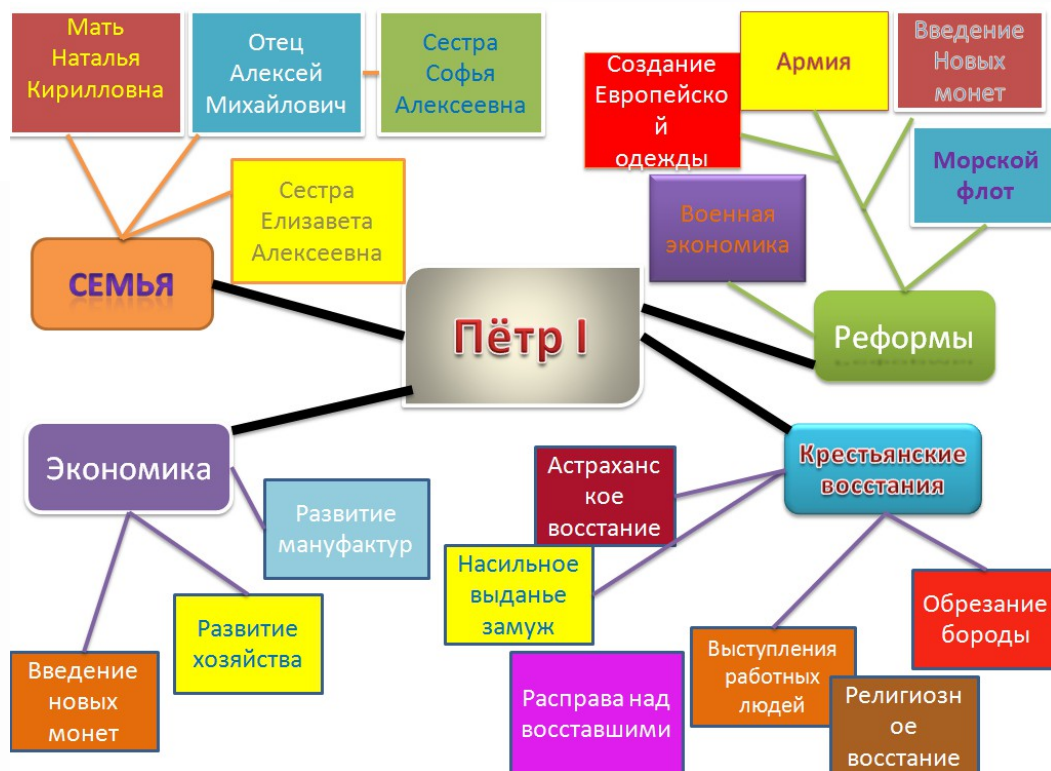 Мать
Наталья
Кирилловна
Отец
Алексей
Михайлович
Сестра
Софья
Алексеевна
Сестра
Елизавета
Алексеевна
СЕМЬЯ
Создание
Европейско
й
одежды
Армия
Введение
Новых
монет
Морской
флот
Военная
экономика
Реформы
Пётр I
Экономика
Развитие
мануфактур
Развитие
хозяйства
Введение
новых
монет
Крестьянские
восстания
Астраханс
кое
восстание
Насильное
выданье
замуж
Расправа над
восставшими
Выступления
работных
людей
Религиозн
ое
восстание
Обрезание
бороды